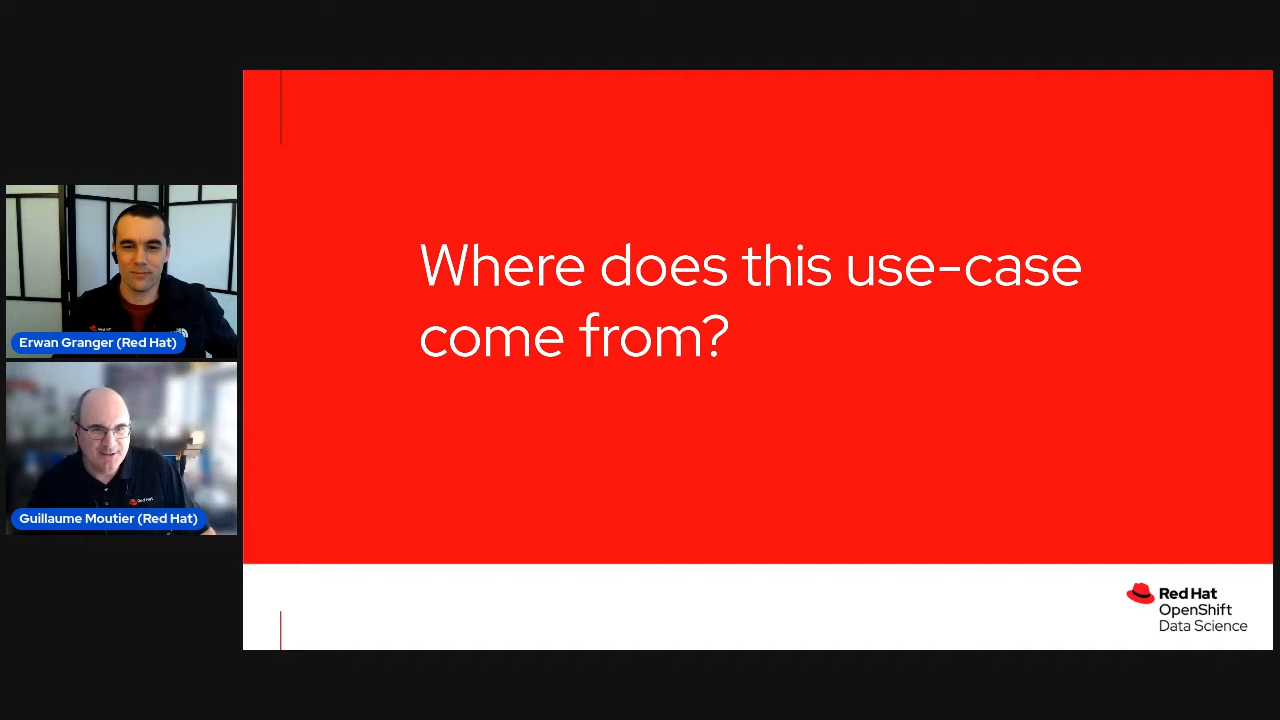 Where does this use-case
come from?
Erwan Granger (Red Hat)
Guillaume Moutier (Red Hat)
Red Hat
OpenShift
Data Science